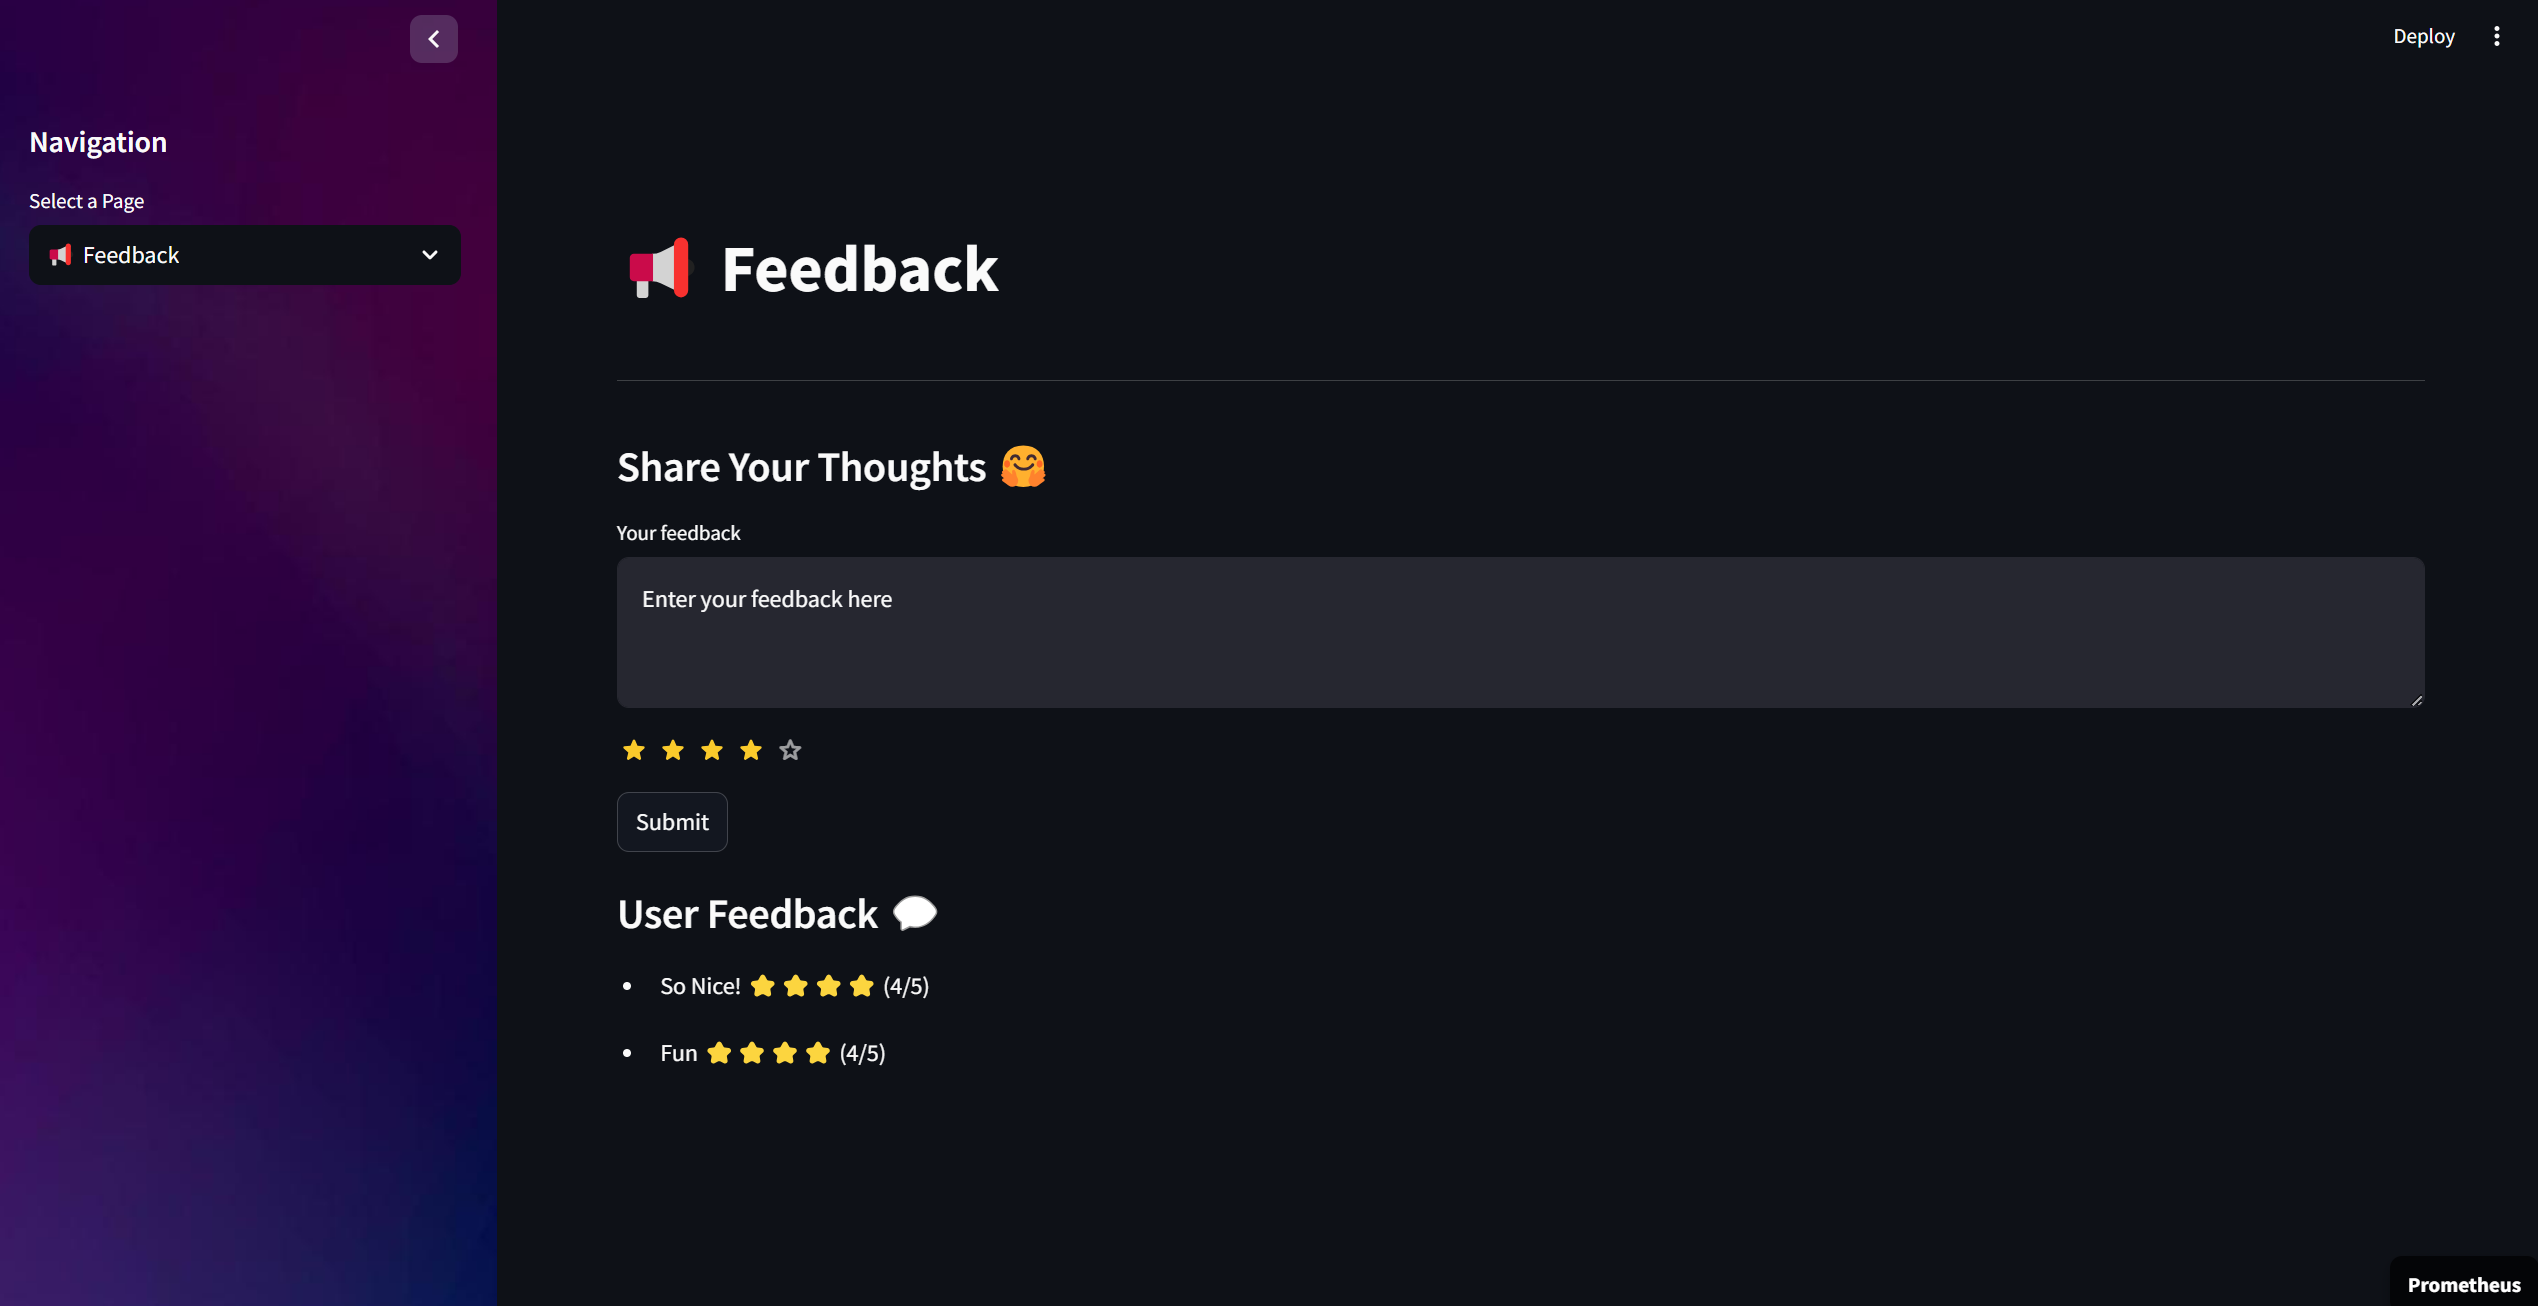 Deploy
Navigation
Select a Page
Feedback
Feedback
Share Your Thoughts
Your feedback
Enter your feedback here
Submit
User Feedback
So Nice! (4/5)
Fun (4/5)
Prometheus